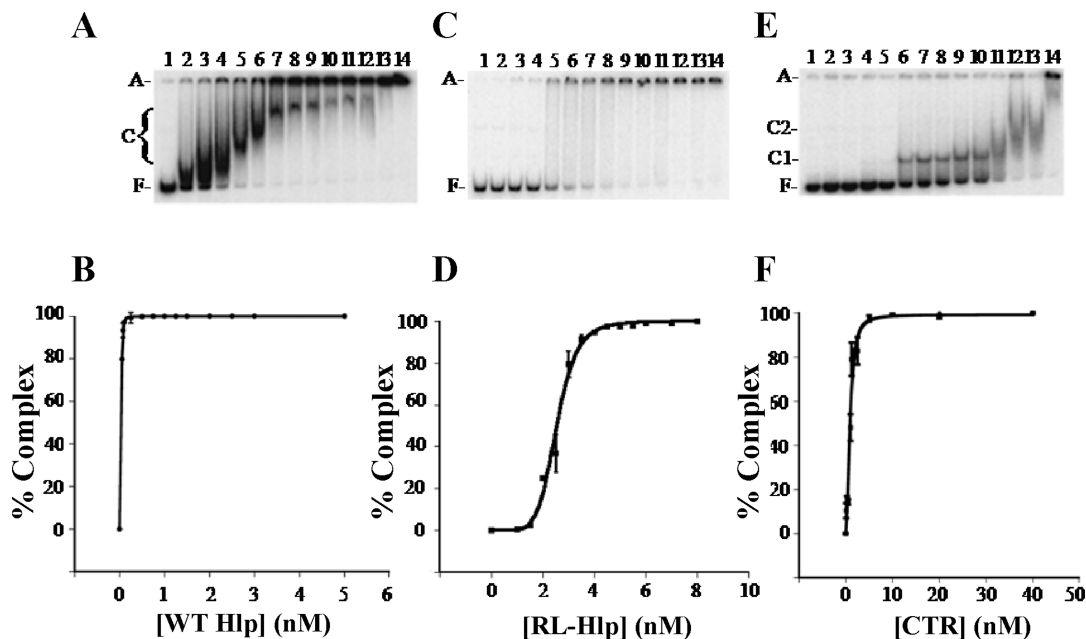 A C E
1 2 3 4 5 6 7 8 9 10 11 12 13 14
A-
C
F-
1 2 3 4 5 6 7 8 9 10 11 12 13 14
A-
F-
1 2 3 4 5 6 7 8 9 10 11 12 13 14
A-
C2-
C1-
F-
B D F
% Complex
100
80
60
40
20
0
0 1 2 3 4 5 6
[WT Hlp] (nM)
% Complex
100
80
60
40
20
0
0 2 4 6 8 10
[RL-Hlp] (nM)
% Complex
100
80
60
40
20
0
0 10 20 30 40 50
[CTR] (nM)